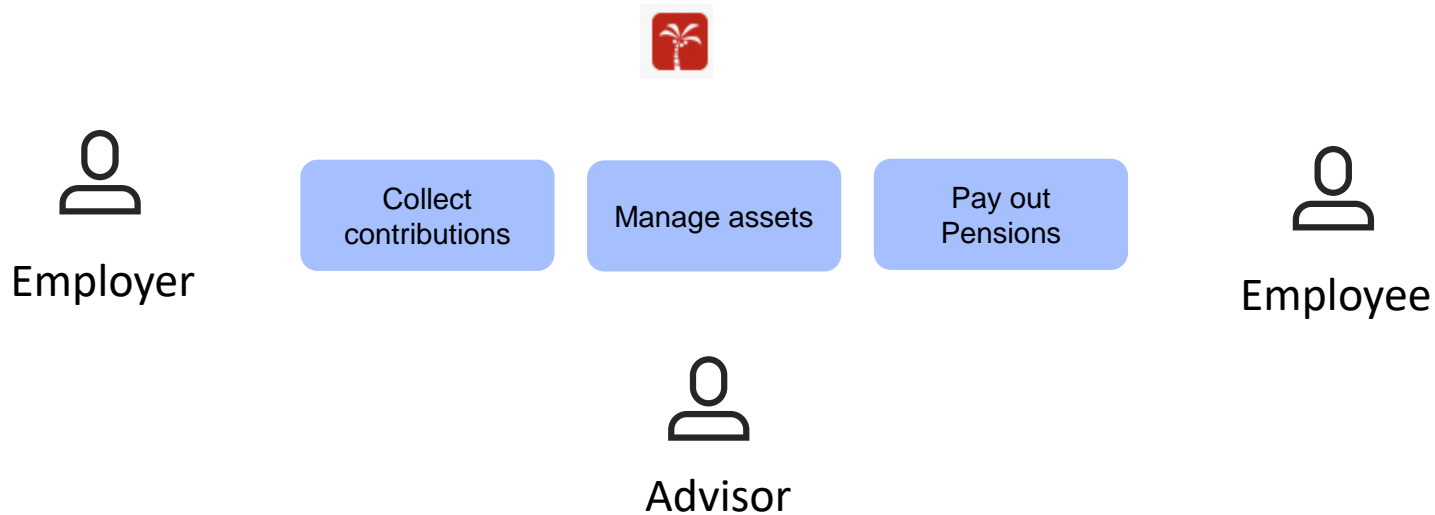 Collect
contributions
Manage assets
Pay out
Pensions
Employer
Employee
Advisor